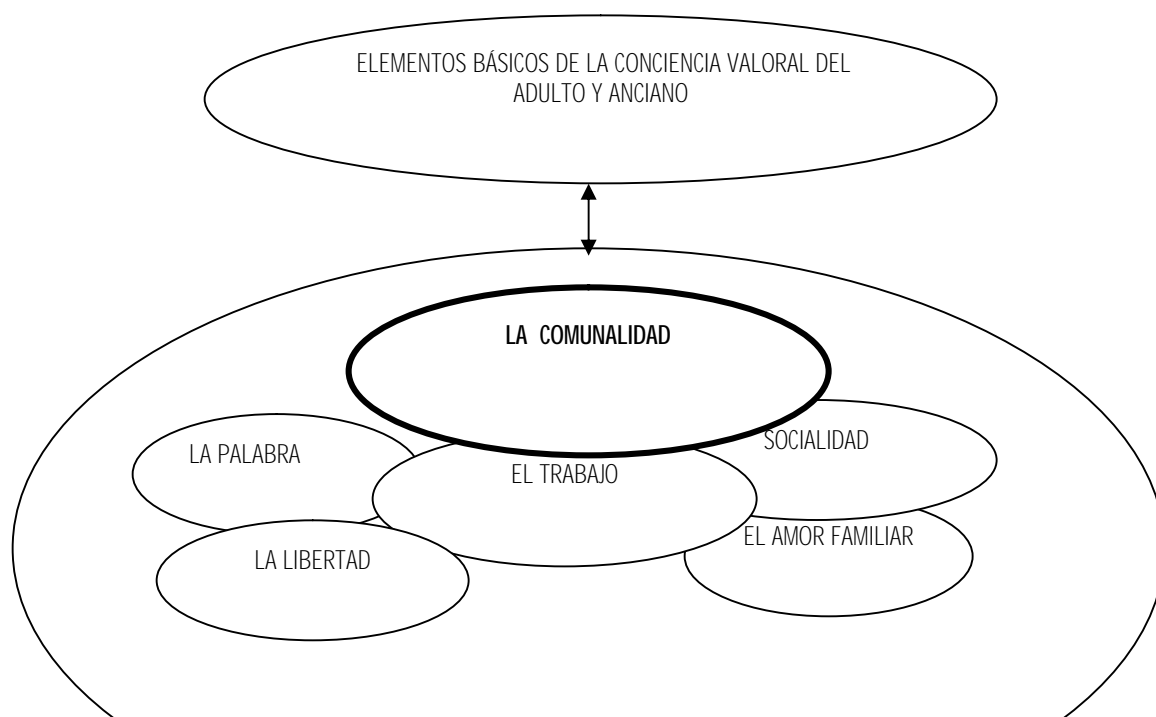 ELEMENTOS BÁSICOS DE LA CONCIENCIA VALORAL DEL
ADULTO Y ANCIANO
LA COMUNALIDAD
LA PALABRA
SOCIALIDAD
EL TRABAJO
LA LIBERTAD
EL AMOR FAMILIAR